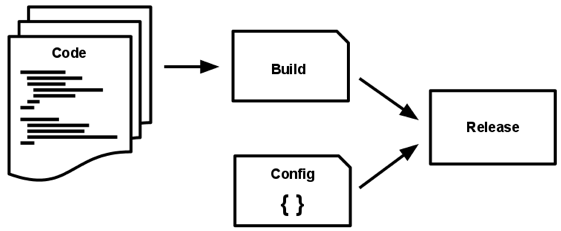 Code
Build
Config
{ }
Release